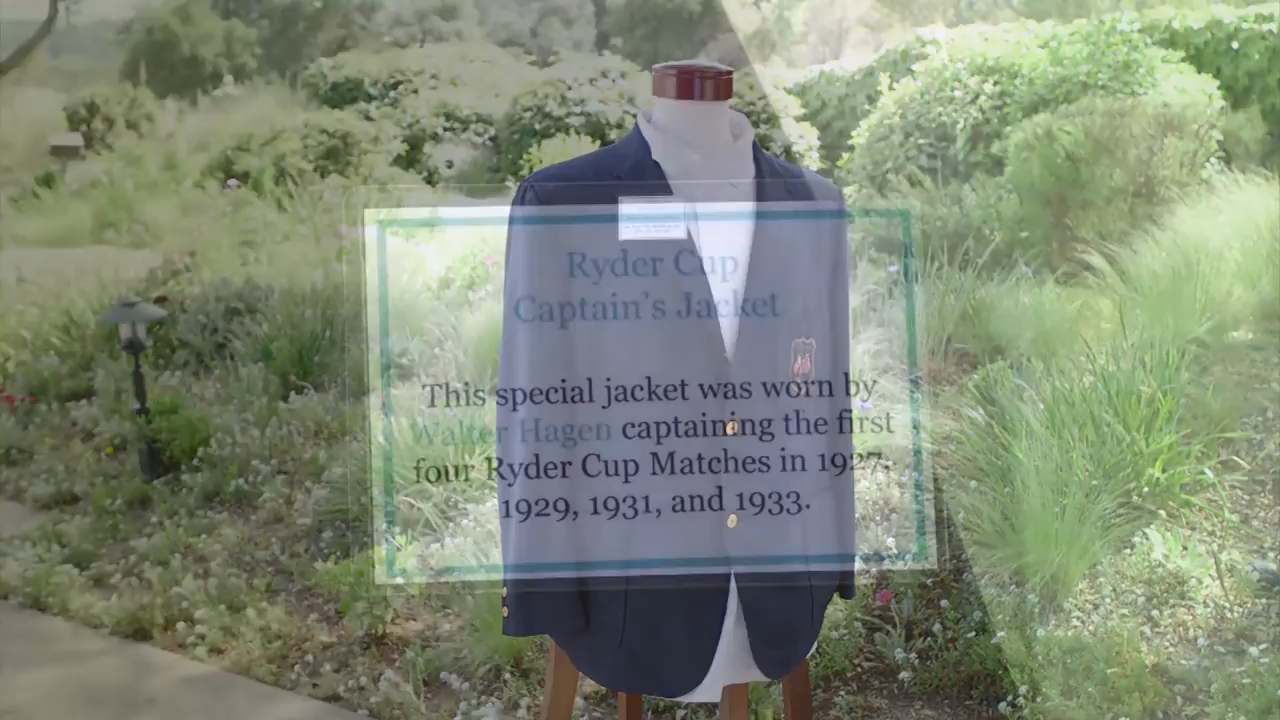 Ryder Cup
Captain's Jacket
This special jacket was worn by
Walter Hagen captaining the first
four Ryder Cup Matches in 1927,
1929, 1931, and 1933.